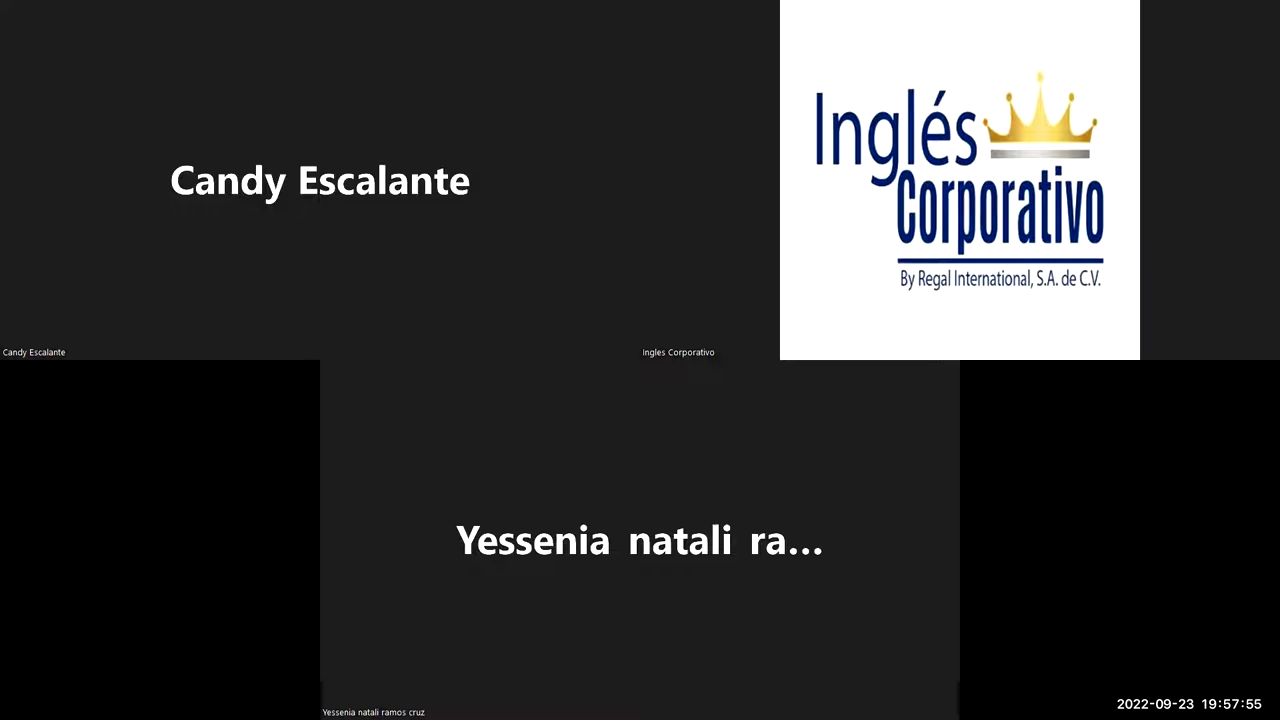 Candy Escalante
Inglés
Corporativo
By Regal International, S.A. de C.V.
Candy Escalante
Ingles Corporativo
Yessenia natali ra...
Yessenia natali ramos cruz
2022-09-23 19:57:55